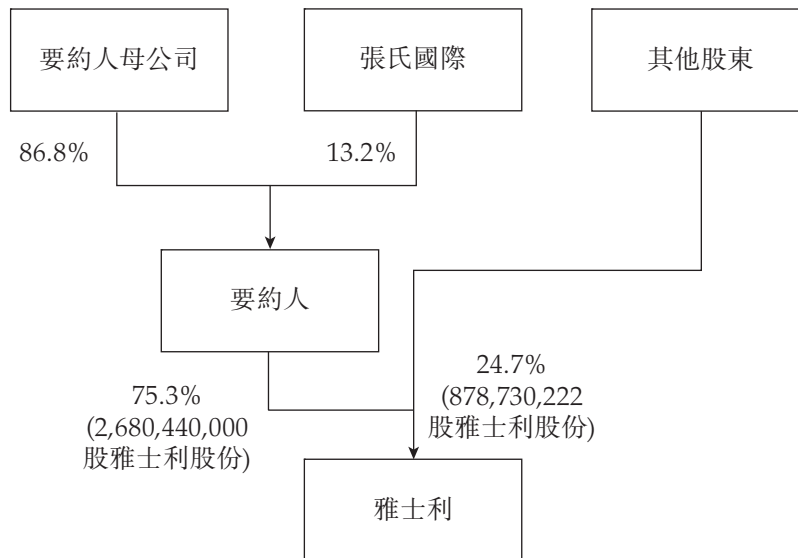 要約人母公司
張氏國際
其他股東
86.8%
13.2%
要約人
75.3%
(2,680,440,000
股雅士利股份)
24.7%
(878,730,222
股雅士利股份)
雅士利